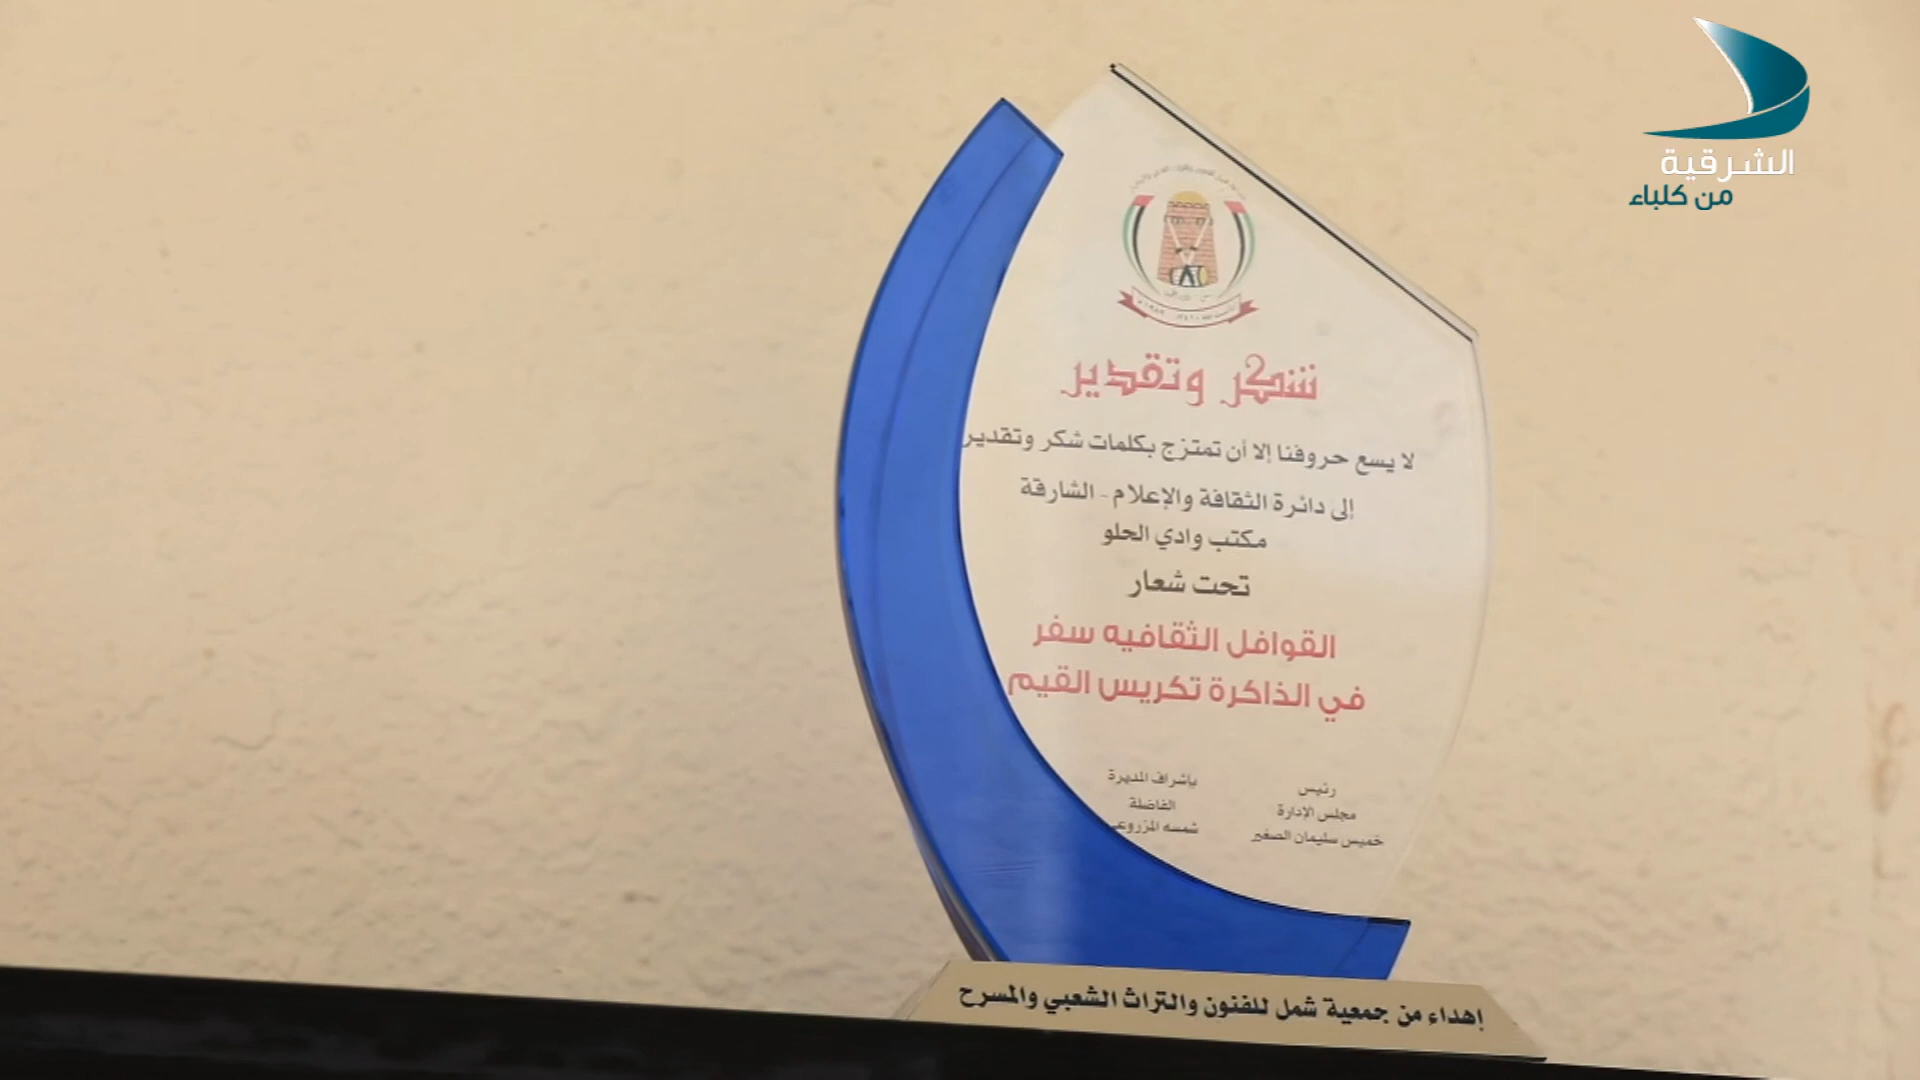 الشرقية
من كلباء
شكر وتقدير
لا يسع حروفنا إلا أن تمتزج بكلمات شكر وتقدير
إلى دائرة الثقافة والإعلام - الشارقة
مكتب وادي الحلو
تحت شعار
القوافل الثقافيه سفر
في الذاكرة تكريس القيم
رئيس
مجلس الإدارة
خميس سليمان الصغير
بإشراف المديرة
الفاضلة
شمسه المزروعي
إهداء من جمعية شمل للفنون والتراث الشعبي والمسرح